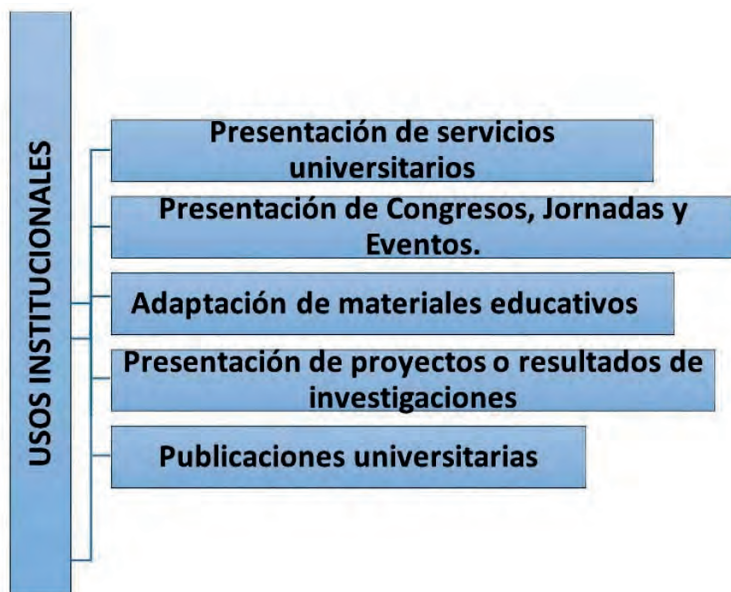 USOS INSTITUCIONALES
Presentación de servicios
universitarios
Presentación de Congresos, Jornadas y
Eventos.
Adaptación de materiales educativos
Presentación de proyectos o resultados de
investigaciones
Publicaciones universitarias